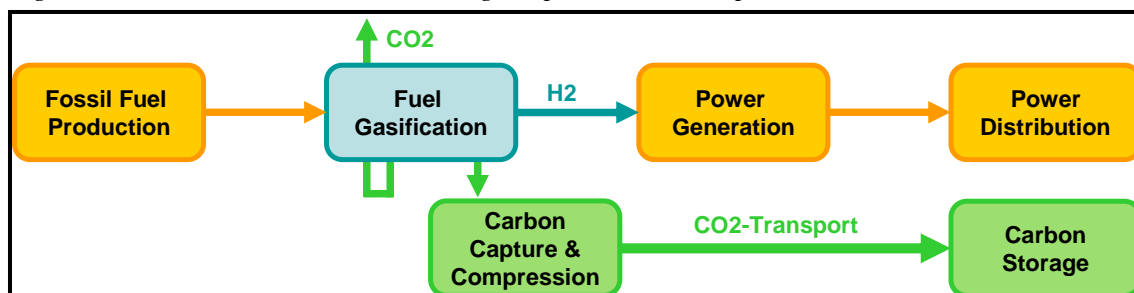 CO2
Fossil Fuel
Production
Fuel
Gasification
H2
Power
Generation
Power
Distribution
Carbon
Capture &
Compression
CO2-Transport
Carbon
Storage